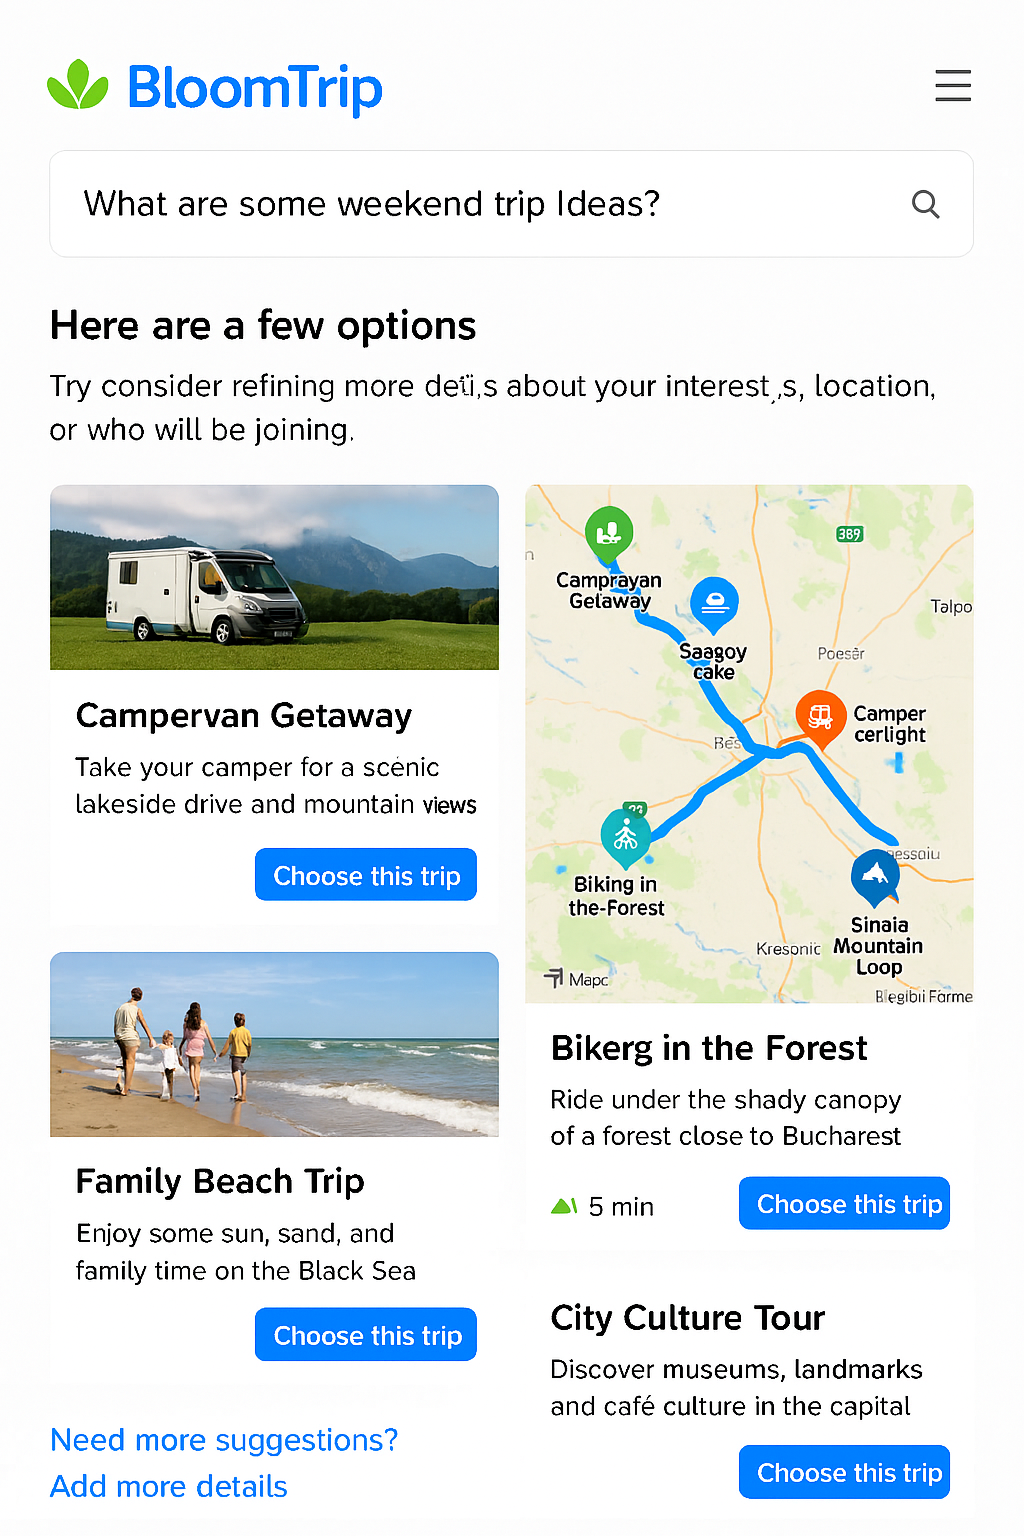 BloomTrip
What are some weekend trip Ideas?
Here are a few options
Try consider refining more about your interest,s, location,
or who will be joining.
Campervan Getaway
Take your camper for a scenic
lakeside drive and mountain views
Choose this trip
Family Beach Trip
Enjoy some sun, sand, and
family time on the Black Sea
Choose this trip
Need more suggestions?
Add more details
389
Camprayan
Getaway
Talpo
Saagoy
cake
Poesăr
Camper
cerlight
Bes
Biking in
the-Forest
Sinaia
Mountain
Loop
Kresonic
Mapc
Bikerg in the Forest
Ride under the shady canopy
of a forest close to Bucharest
5 min
Choose this trip
City Culture Tour
Discover museums, landmarks
and café culture in the capital
Choose this trip